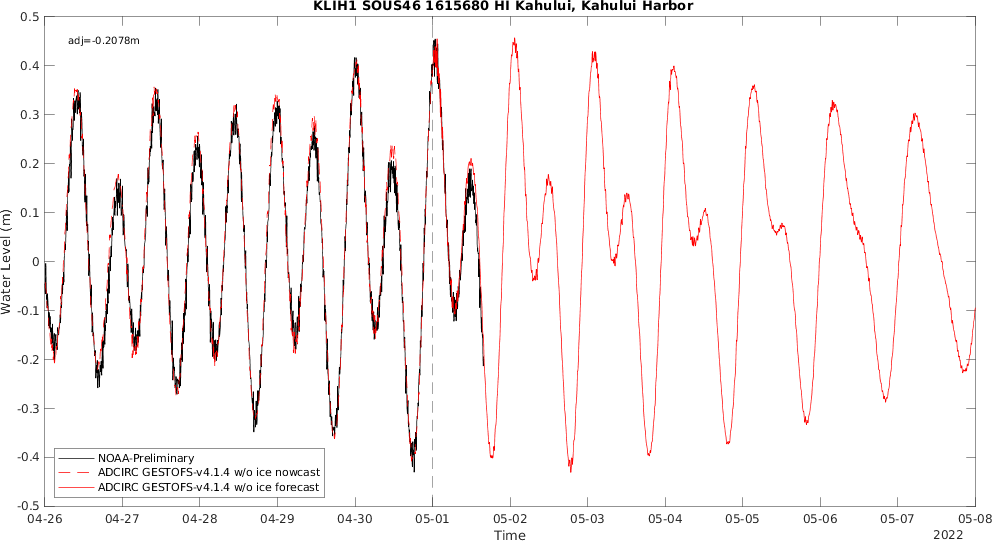 KLIH1 SOUS46 1615680 HI Kahului, Kahului Harbor
adj=-0.2078m
0.5
0.4
0.3
0.2
0.1
0
-0.1
-0.2
-0.3
-0.4
-0.5
Water Level (m)
NOAA-Preliminary
ADCIRC GESTOFS-v4.1.4 w/o ice nowcast
ADCIRC GESTOFS-v4.1.4 w/o ice forecast
04-26 04-27 04-28 04-29 04-30 05-01 05-02 05-03 05-04 05-05 05-06 05-07 05-08
Time
2022